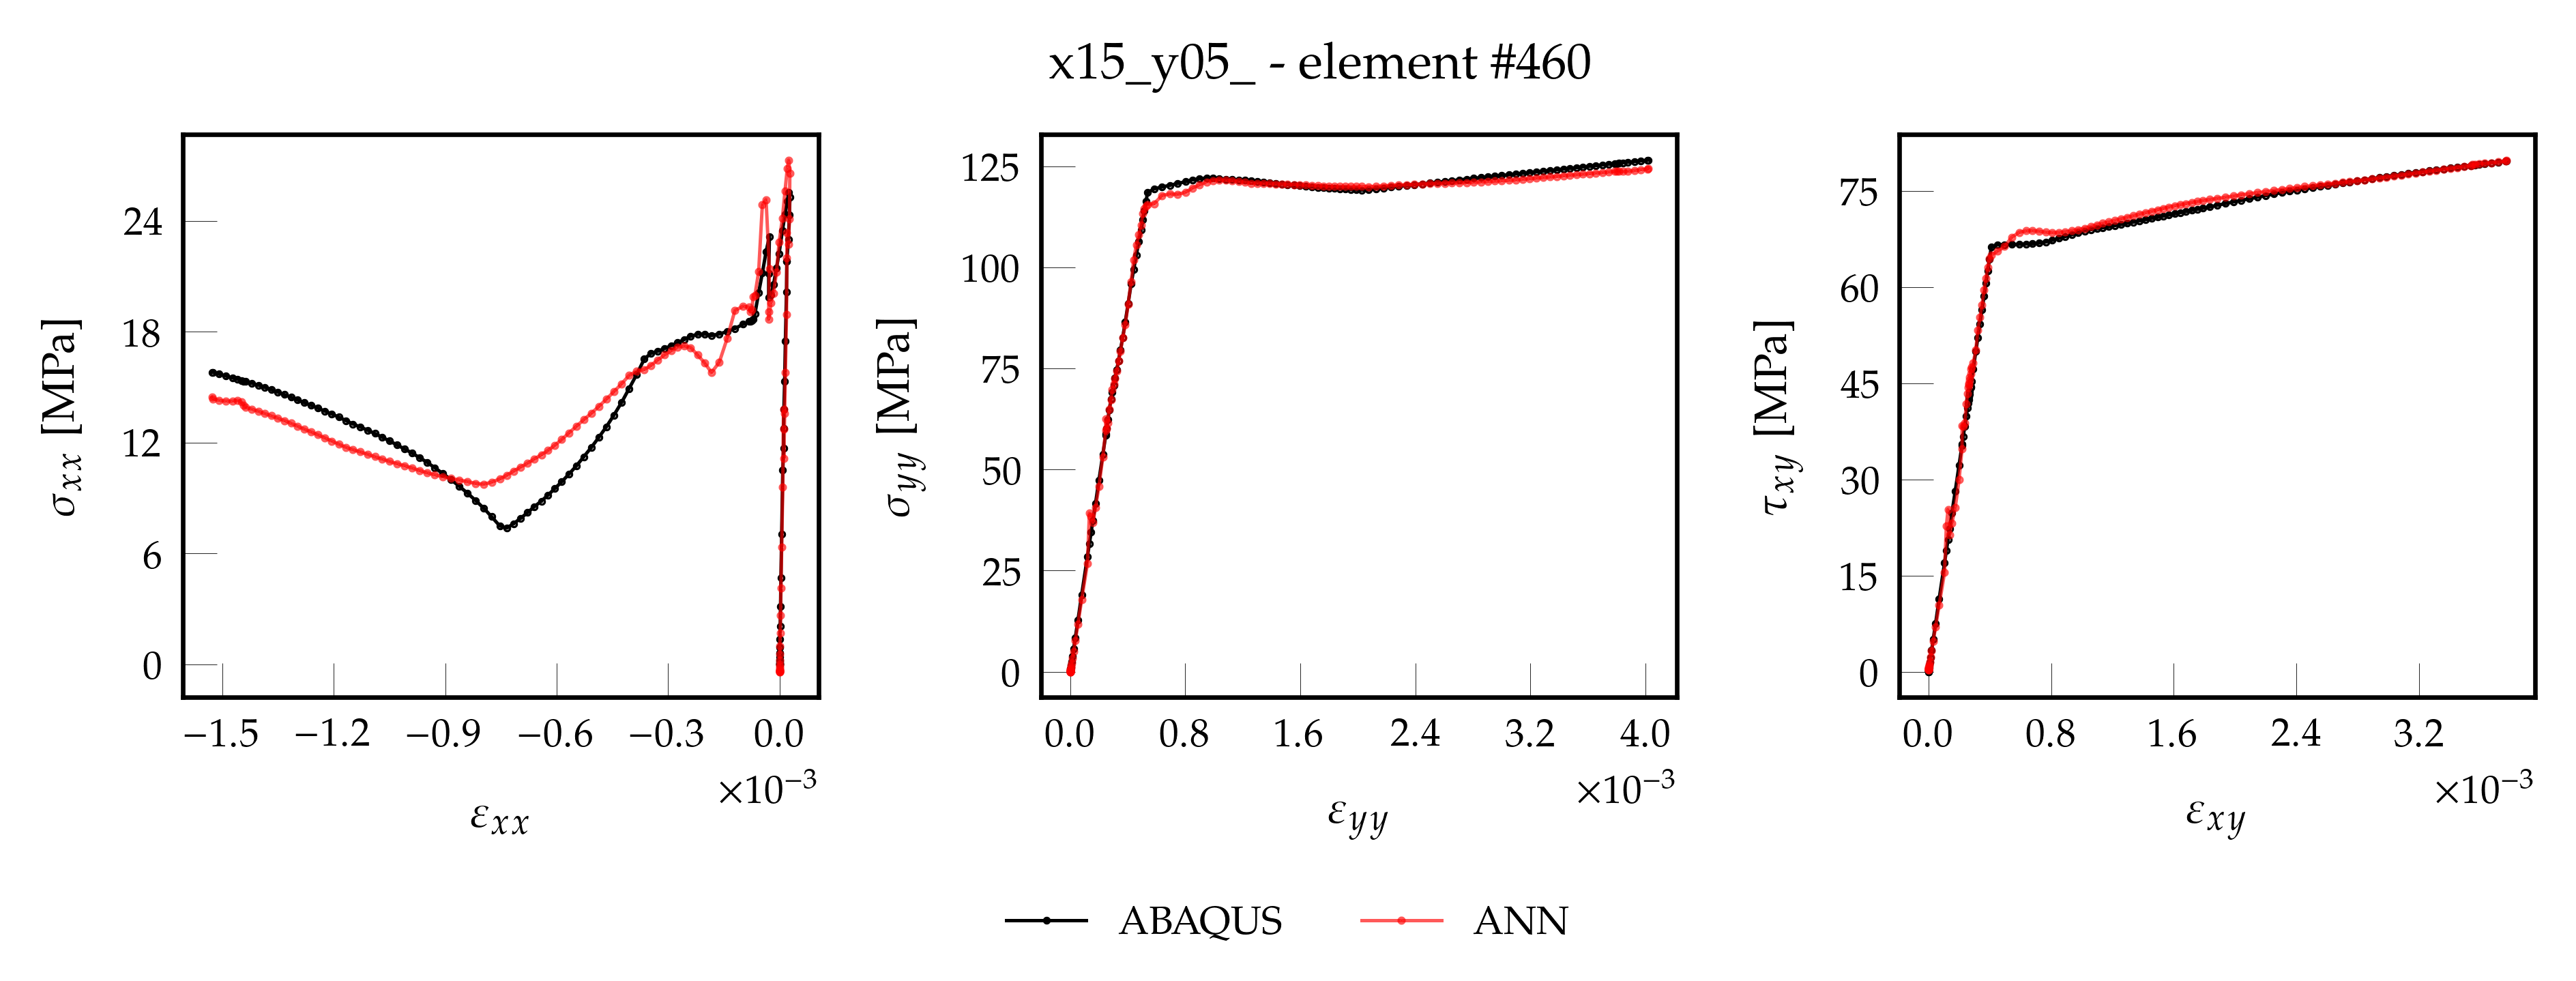 x15_y05_ - element #460
σxx [MPa]
24
18
12
6
0
−1.5 −1.2 −0.9 −0.6 −0.3 0.0
×10−3
εxx
σyy [MPa]
125
100
75
50
25
0
0.0 0.8 1.6 2.4 3.2 4.0
×10−3
εyy
τxy [MPa]
75
60
45
30
15
0
0.0 0.8 1.6 2.4 3.2
×10−3
εxy
ABAQUS ANN